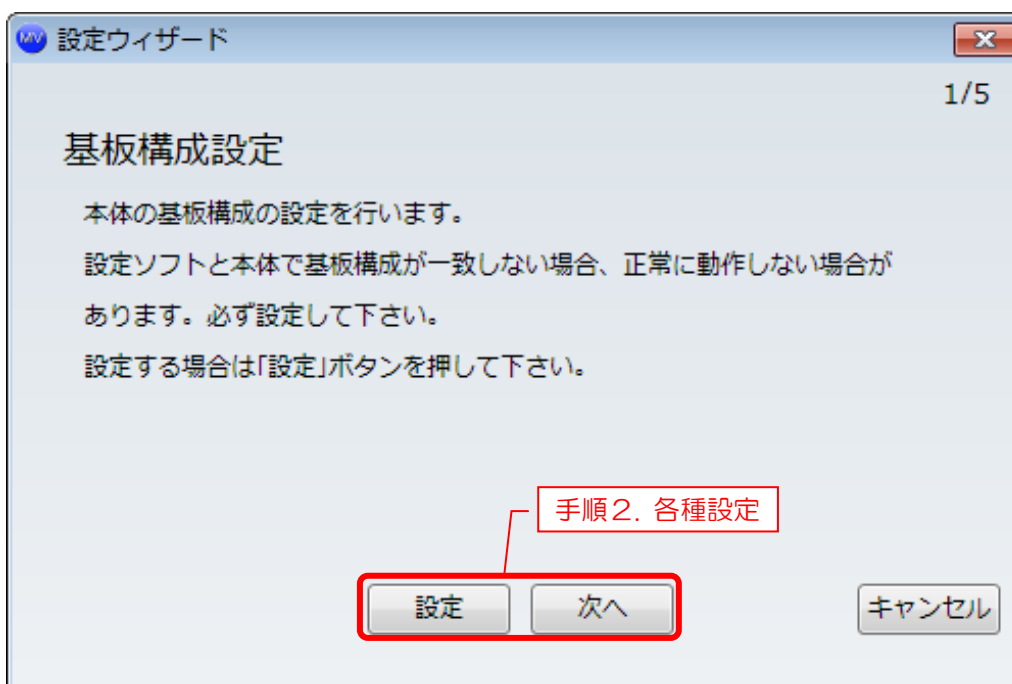 MV 設定ウィザード
1/5
基板構成設定
本体の基板構成の設定を行います。
設定ソフトと本体で基板構成が一致しない場合、正常に動作しない場合が
あります。必ず設定して下さい。
設定する場合は「設定」ボタンを押して下さい。
手順２．各種設定
設定 次へ キャンセル